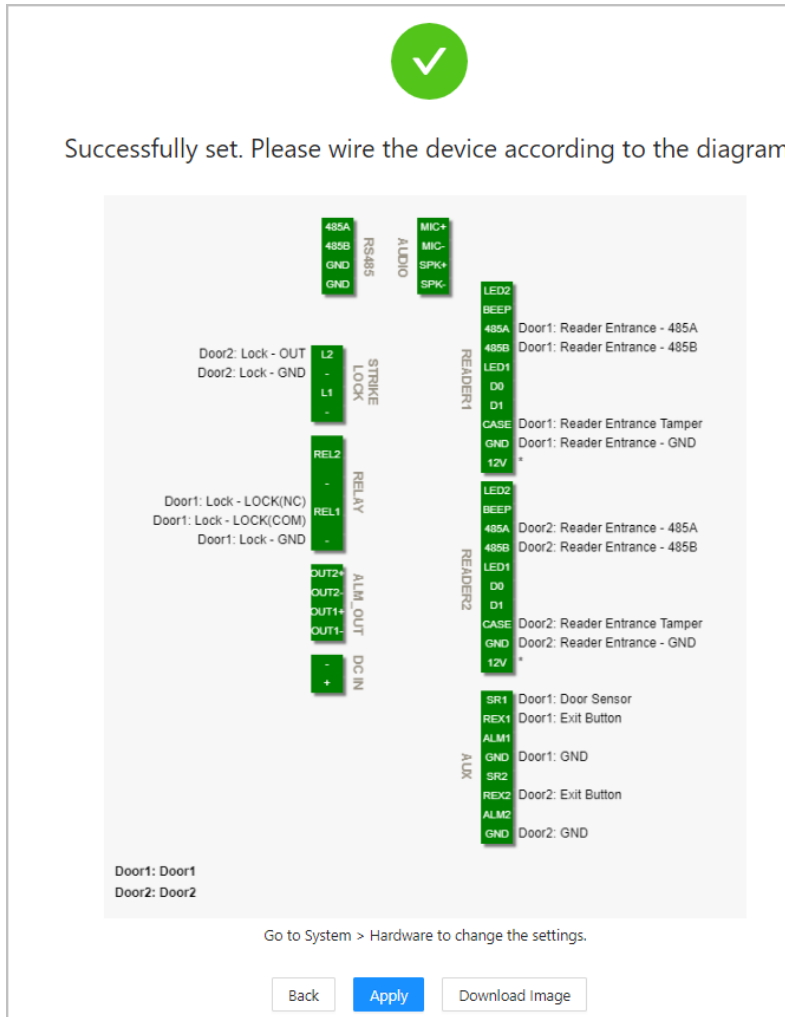 Successfully set. Please wire the device according to the diagram
485A
485B
GND
GND
RS485
AUDIO
MIC+
MIC-
SPK+
SPK-
Door2: Lock - OUT L2
Door2: Lock - GND -
L1
-
STRIKE
LOCK
REL2
-
Door1: Lock - LOCK(NC)
REL1
Door1: Lock - LOCK(COM)
Door1: Lock - GND -
RELAY
OUT2+
OUT2-
OUT1+
OUT1-
ALM_OUT
-
+
DC IN
READER1
LED2
BEEP
485A Door1: Reader Entrance - 485A
485B Door1: Reader Entrance - 485B
LED1
D0
D1
CASE Door1: Reader Entrance Tamper
GND Door1: Reader Entrance - GND
12V *
READER2
LED2
BEEP
485A Door2: Reader Entrance - 485A
485B Door2: Reader Entrance - 485B
LED1
D0
D1
CASE Door2: Reader Entrance Tamper
GND Door2: Reader Entrance - GND
12V *
AUX
SR1 Door1: Door Sensor
REX1 Door1: Exit Button
ALM1
GND Door1: GND
SR2
REX2 Door2: Exit Button
ALM2
GND Door2: GND
Door1: Door1
Door2: Door2
Go to System > Hardware to change the settings.
Back Apply Download Image